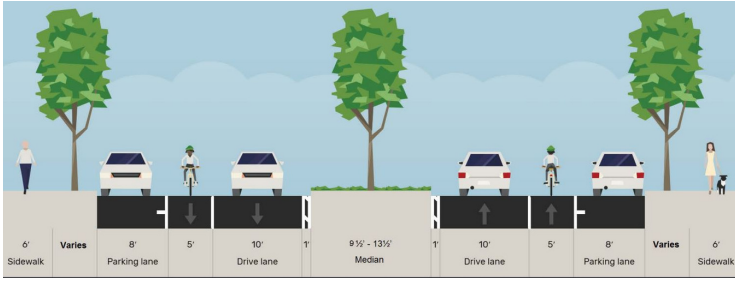 6' Varies 8' 5' 10' 1' 9 ½' - 13½' 1' 10' 5' 8' Varies 6'
Sidewalk Parking lane Drive lane Median Drive lane Parking lane Sidewalk